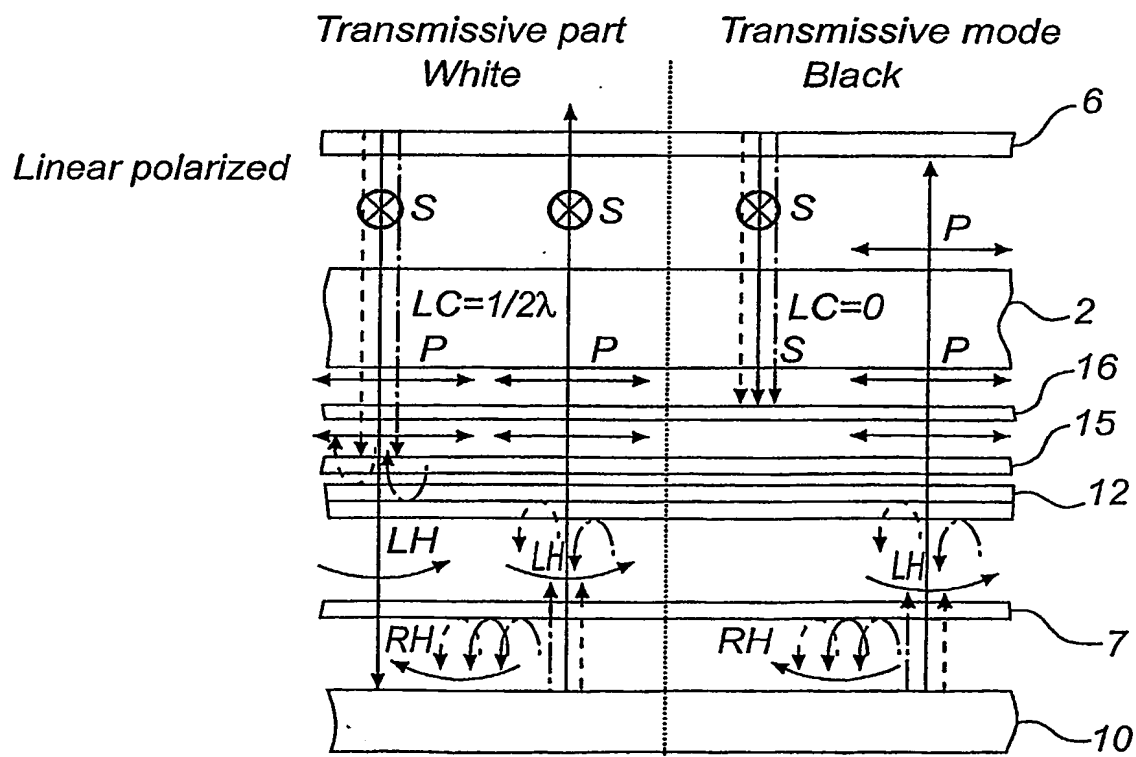 Transmissive part
White
Transmissive mode
Black
6
Linear polarized
S
S
S
P
LC=1/2λ
LC=0
2
P
P
S
P
16
15
12
LH
LH
LH
7
RH
RH
10